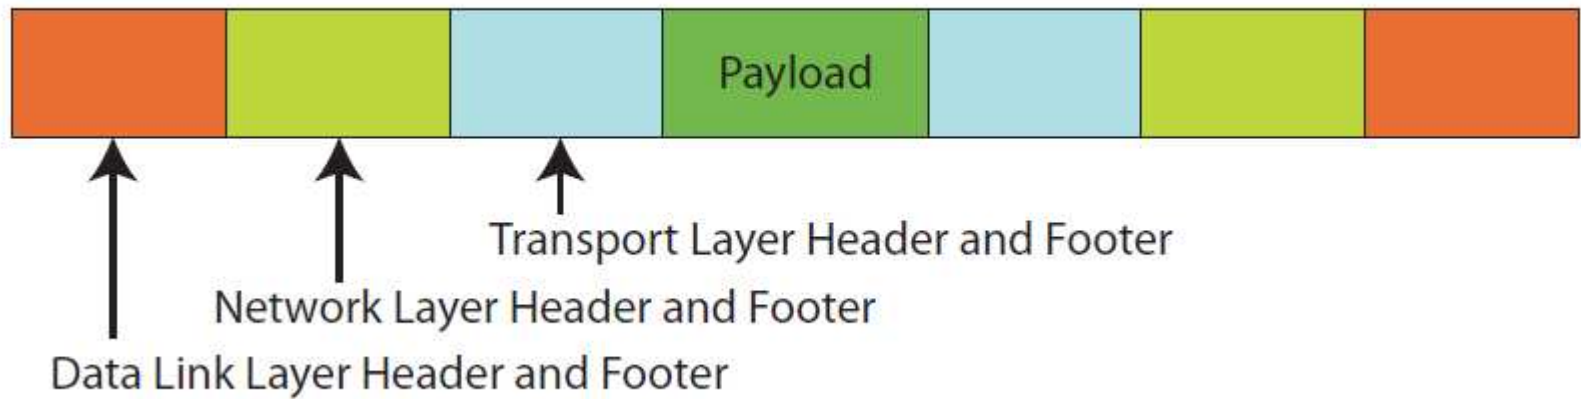 Payload
Transport Layer Header and Footer
Network Layer Header and Footer
Data Link Layer Header and Footer